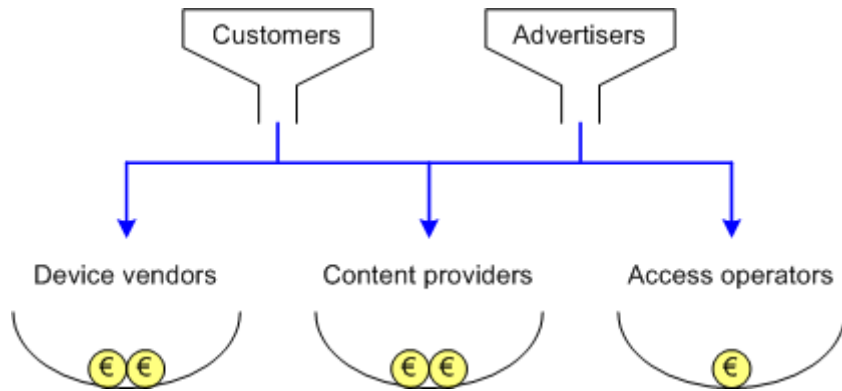 Customers
Advertisers
Device vendors
Content providers
Access operators
€ €
€ €
€